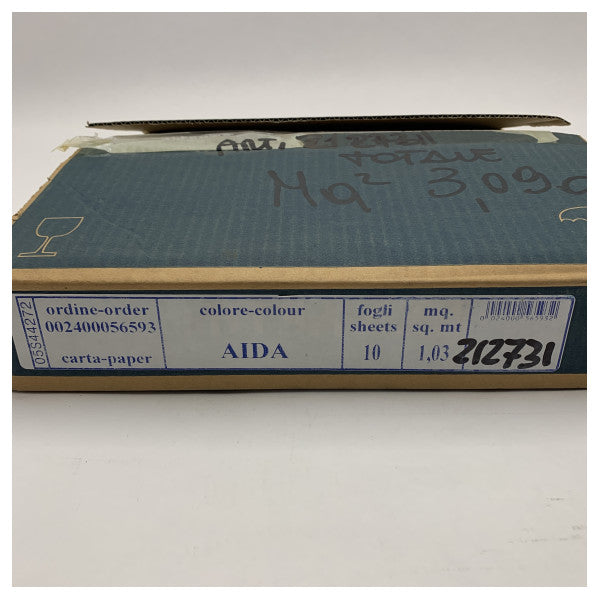 ART.
TOTALE
Mq² 3,090
05S44272
ordine-order
002400056593
carta-paper
colore-colour
AIDA
fogli
sheets
10
mq.
sq. mt
1,03
212731